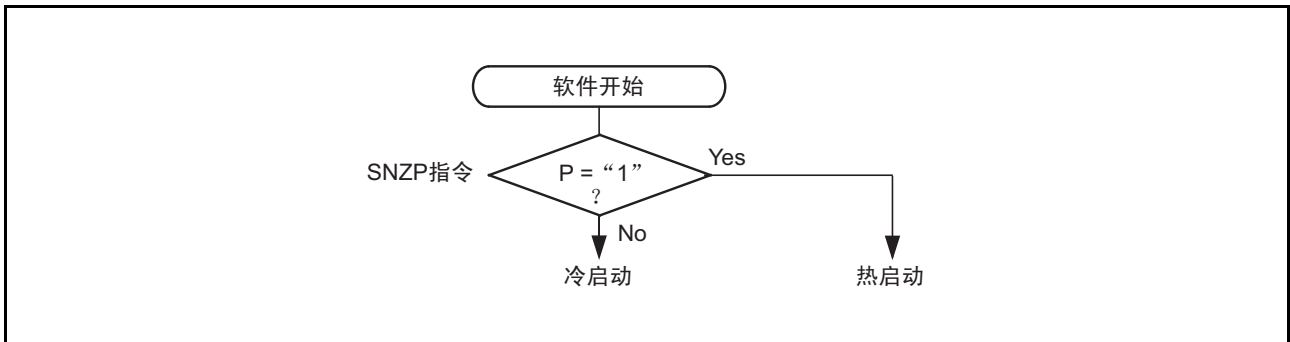 软件开始
SNZP指令
P = “1”
?
Yes
No
冷启动
热启动